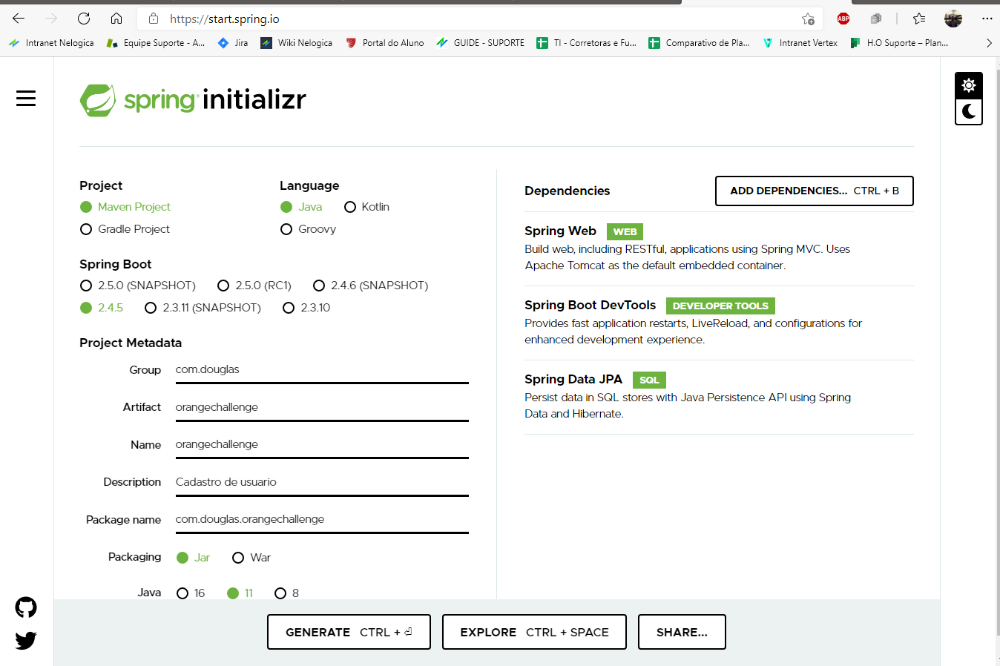 https://start.spring.io
ABP
Intranet Nelogica
Equipe Suporte - A...
Jira
Wiki Nelogica
Portal do Aluno
GUIDE - SUPORTE
TI - Corretoras e Fu...
Comparativo de Pla...
Intranet Vertex
H.O Suporte – Plan...
spring initializr
Project
Maven Project
Gradle Project
Language
Java Kotlin
Groovy
Spring Boot
2.5.0 (SNAPSHOT) 2.5.0 (RC1) 2.4.6 (SNAPSHOT)
2.4.5 2.3.11 (SNAPSHOT) 2.3.10
Project Metadata
Group com.douglas
Artifact orangechallenge
Name orangechallenge
Description Cadastro de usuario
Package name com.douglas.orangechallenge
Packaging Jar War
Java 16 11 8
Dependencies
ADD DEPENDENCIES... CTRL + B
Spring Web WEB
Build web, including RESTful, applications using Spring MVC. Uses
Apache Tomcat as the default embedded container.
Spring Boot DevTools DEVELOPER TOOLS
Provides fast application restarts, LiveReload, and configurations for
enhanced development experience.
Spring Data JPA SQL
Persist data in SQL stores with Java Persistence API using Spring
Data and Hibernate.
GENERATE CTRL + ⏎
EXPLORE CTRL + SPACE
SHARE...